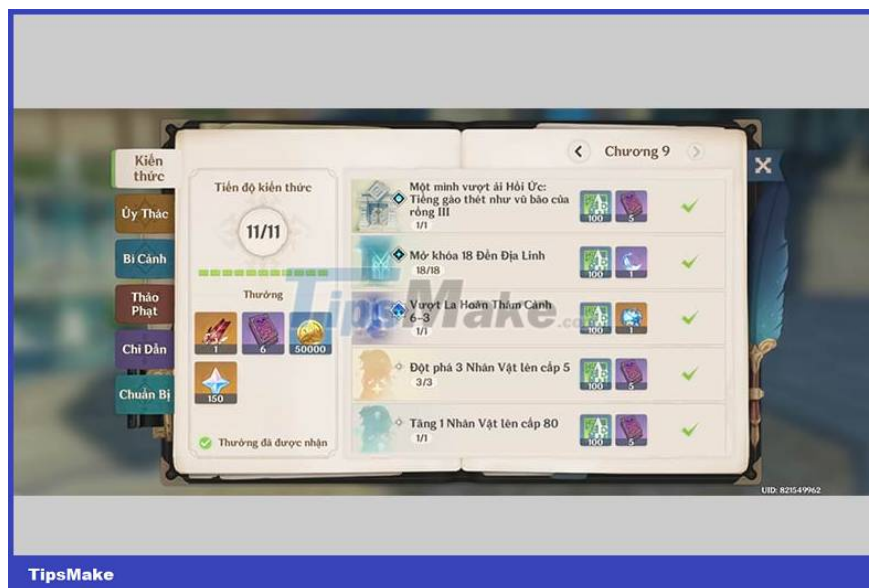 Kiến thức
Ủy Thác
Bí Cảnh
Thảo Phạt
Chỉ Dẫn
Chuẩn Bị
Tiến độ kiến thức
11/11
Thưởng
1
6
50000
150
Thưởng đã được nhận
Chương 9
Một mình vượt ải Hồi Ức:
Tiếng gào thét như vũ bão của
rồng III
1/1
100
5
Mở khóa 18 Đền Địa Linh
18/18
100
1
Vượt La Hoàn Thâm Cảnh
6-3
1/1
100
1
Đột phá 3 Nhân Vật lên cấp 5
3/3
100
5
Tăng 1 Nhân Vật lên cấp 80
1/1
100
5
TipsMake.com
UID: 821549962
TipsMake